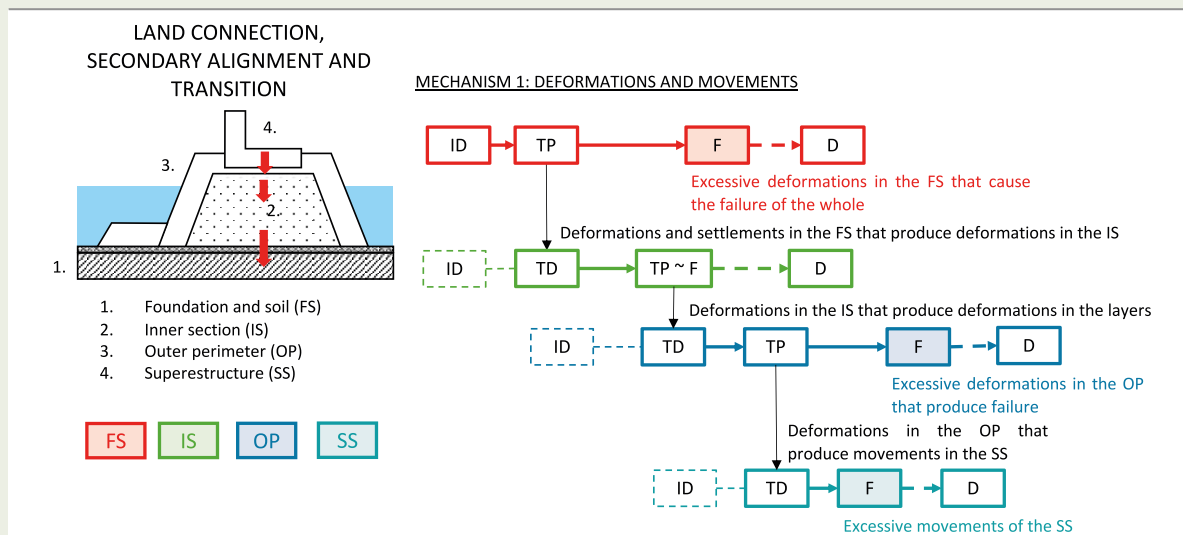 LAND CONNECTION,
SECONDARY ALIGNMENT AND
TRANSITION
4.
3.
2.
1.
1. Foundation and soil (FS)
2. Inner section (IS)
3. Outer perimeter (OP)
4. Superestructure (SS)
FS IS OP SS
MECHANISM 1: DEFORMATIONS AND MOVEMENTS
ID TP F D
Excessive deformations in the FS that cause
the failure of the whole
Deformations and settlements in the FS that produce deformations in the IS
ID TD TP ~ F D
Deformations in the IS that produce deformations in the layers
ID TD TP F D
Excessive deformations in the OP
that produce failure
Deformations in the OP that
produce movements in the SS
ID TD F D
Excessive movements of the SS